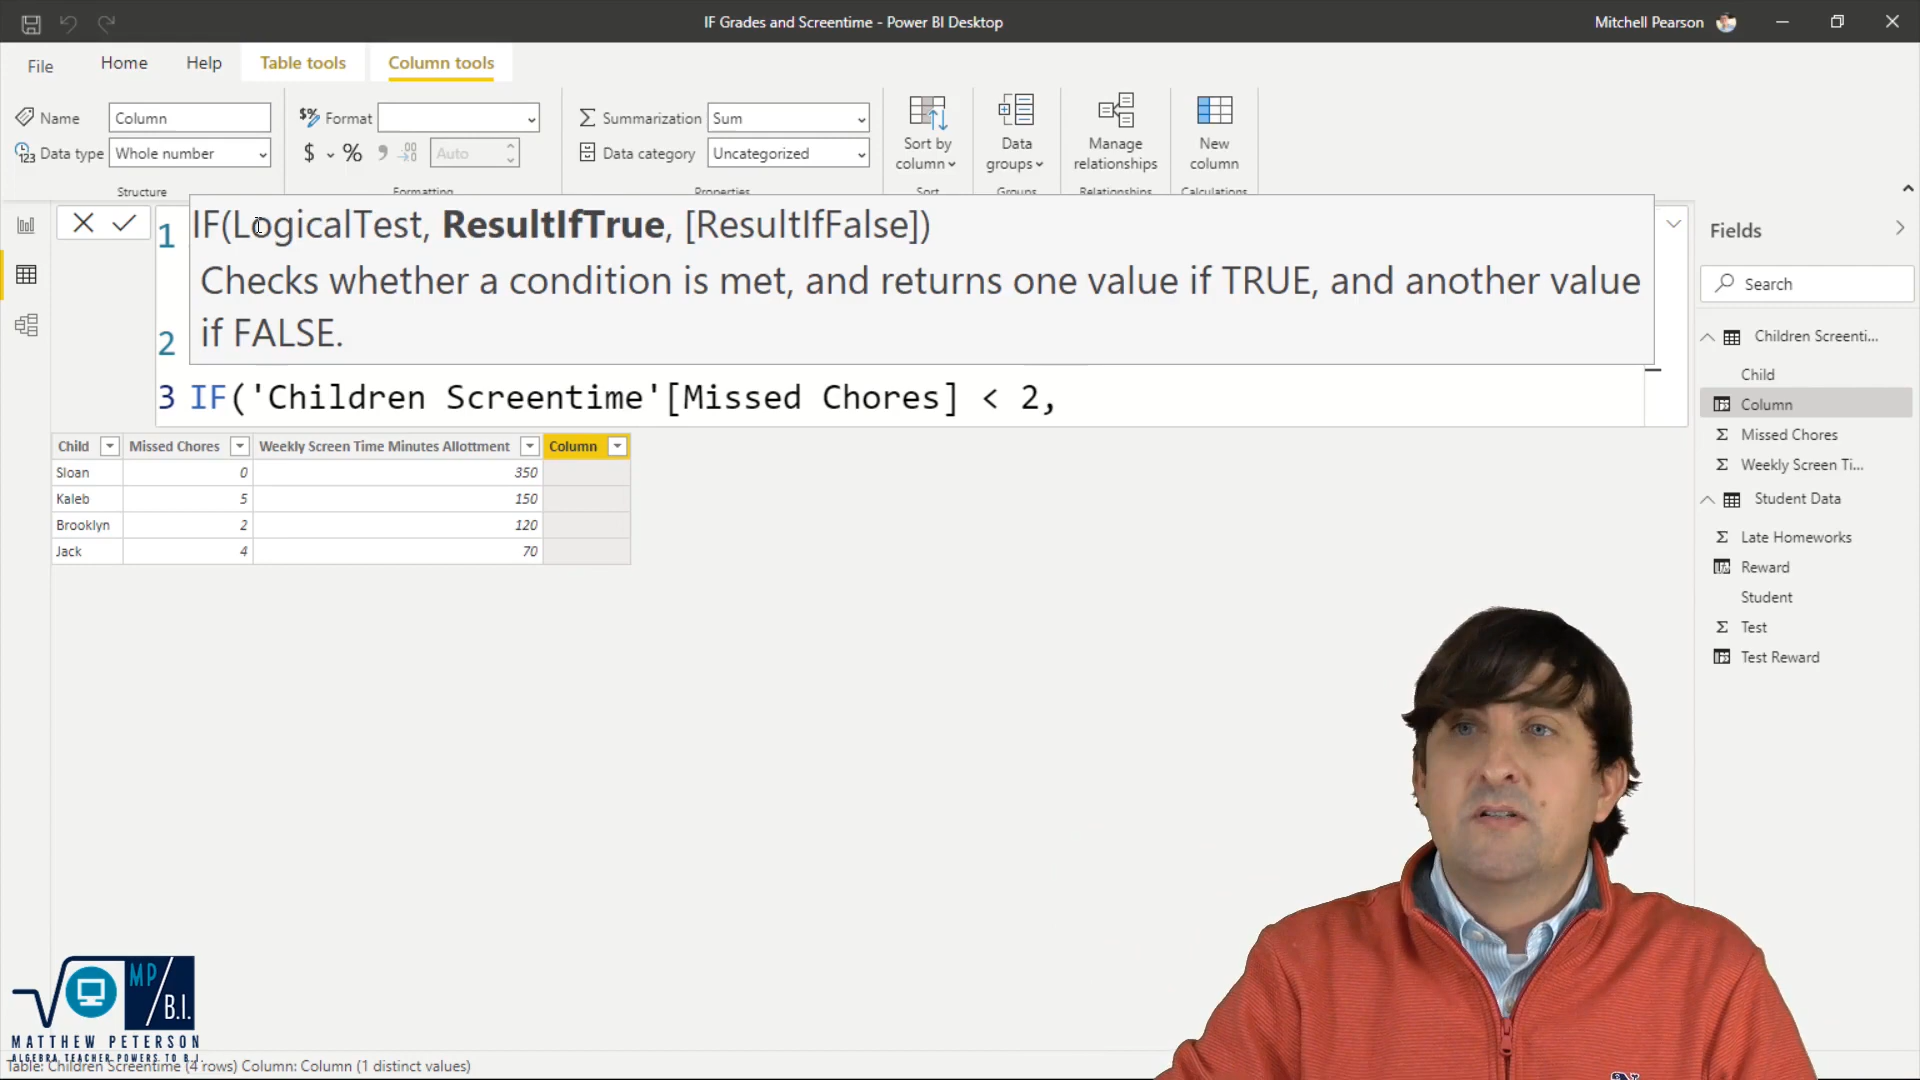 IF Grades and Screentime - Power BI Desktop
Mitchell Pearson
File
Home
Help
Table tools
Column tools
Name
Column
Format
Summarization
Sum
Data type
Whole number
$
%
Auto
Data category
Uncategorized
Sort by
column
Data
groups
Manage
relationships
New
column
Structure
Formatting
Properties
Sort
Groups
Relationships
Calculations
IF(LogicalTest, ResultIfTrue, [ResultIfFalse])
Checks whether a condition is met, and returns one value if TRUE, and another value
if FALSE.
1
2
3 IF('Children Screentime'[Missed Chores] < 2,
Child
Missed Chores
Weekly Screen Time Minutes Allottment
Column
Sloan 0 350
Kaleb 5 150
Brooklyn 2 120
Jack 4 70
Fields
Search
Children Screenti...
Child
Column
Missed Chores
Weekly Screen Ti...
Student Data
Late Homeworks
Reward
Student
Test
Test Reward
MP
B.I.
MATTHEW PETERSON
ALGEBRA TEACHER POWERS TO B.I.
Table: Children Screentime (4 rows) Column: Column (1 distinct values)